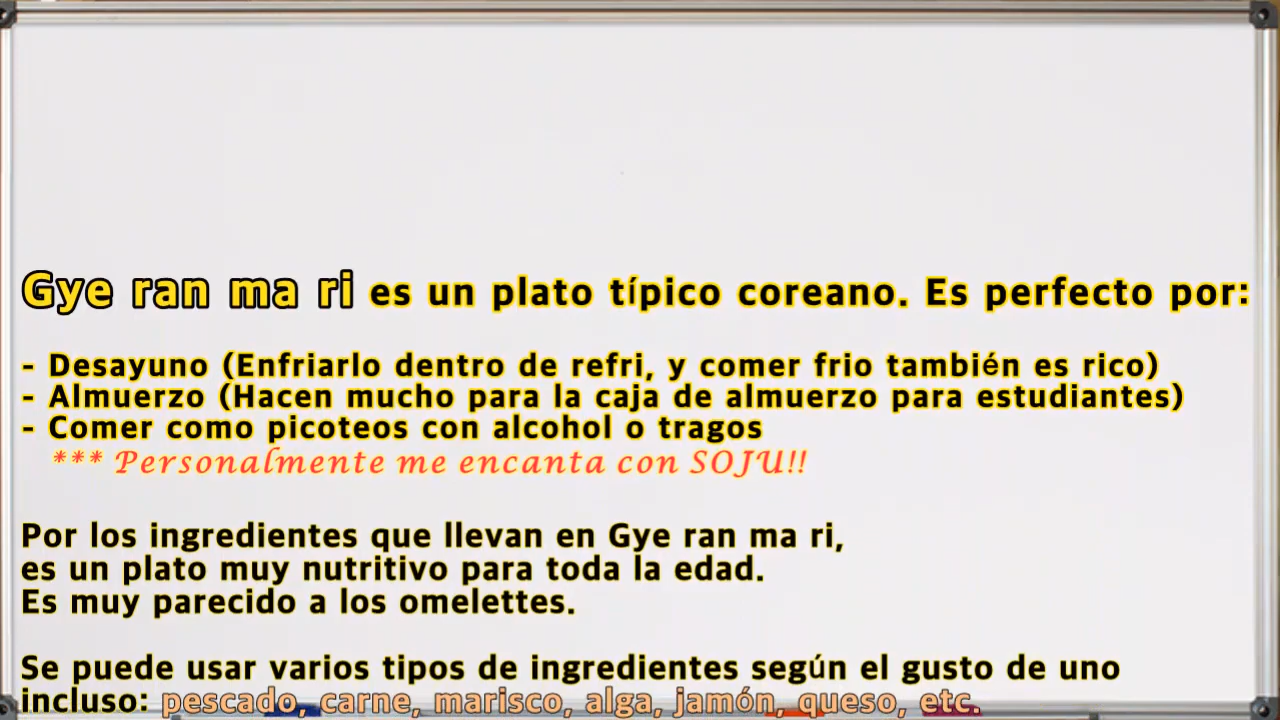 Gye ran ma ri es un plato típico coreano. Es perfecto por:
- Desayuno (Enfriarlo dentro de refri, y comer frio también es rico)
- Almuerzo (Hacen mucho para la caja de almuerzo para estudiantes)
- Comer como picoteos con alcohol o tragos
*** Personalmente me encanta con SOJU!!
Por los ingredientes que llevan en Gye ran ma ri,
es un plato muy nutritivo para toda la edad.
Es muy parecido a los omelettes.
Se puede usar varios tipos de ingredientes según el gusto de uno
incluso: pescado, carne, marisco, alga, jamón, queso, etc.